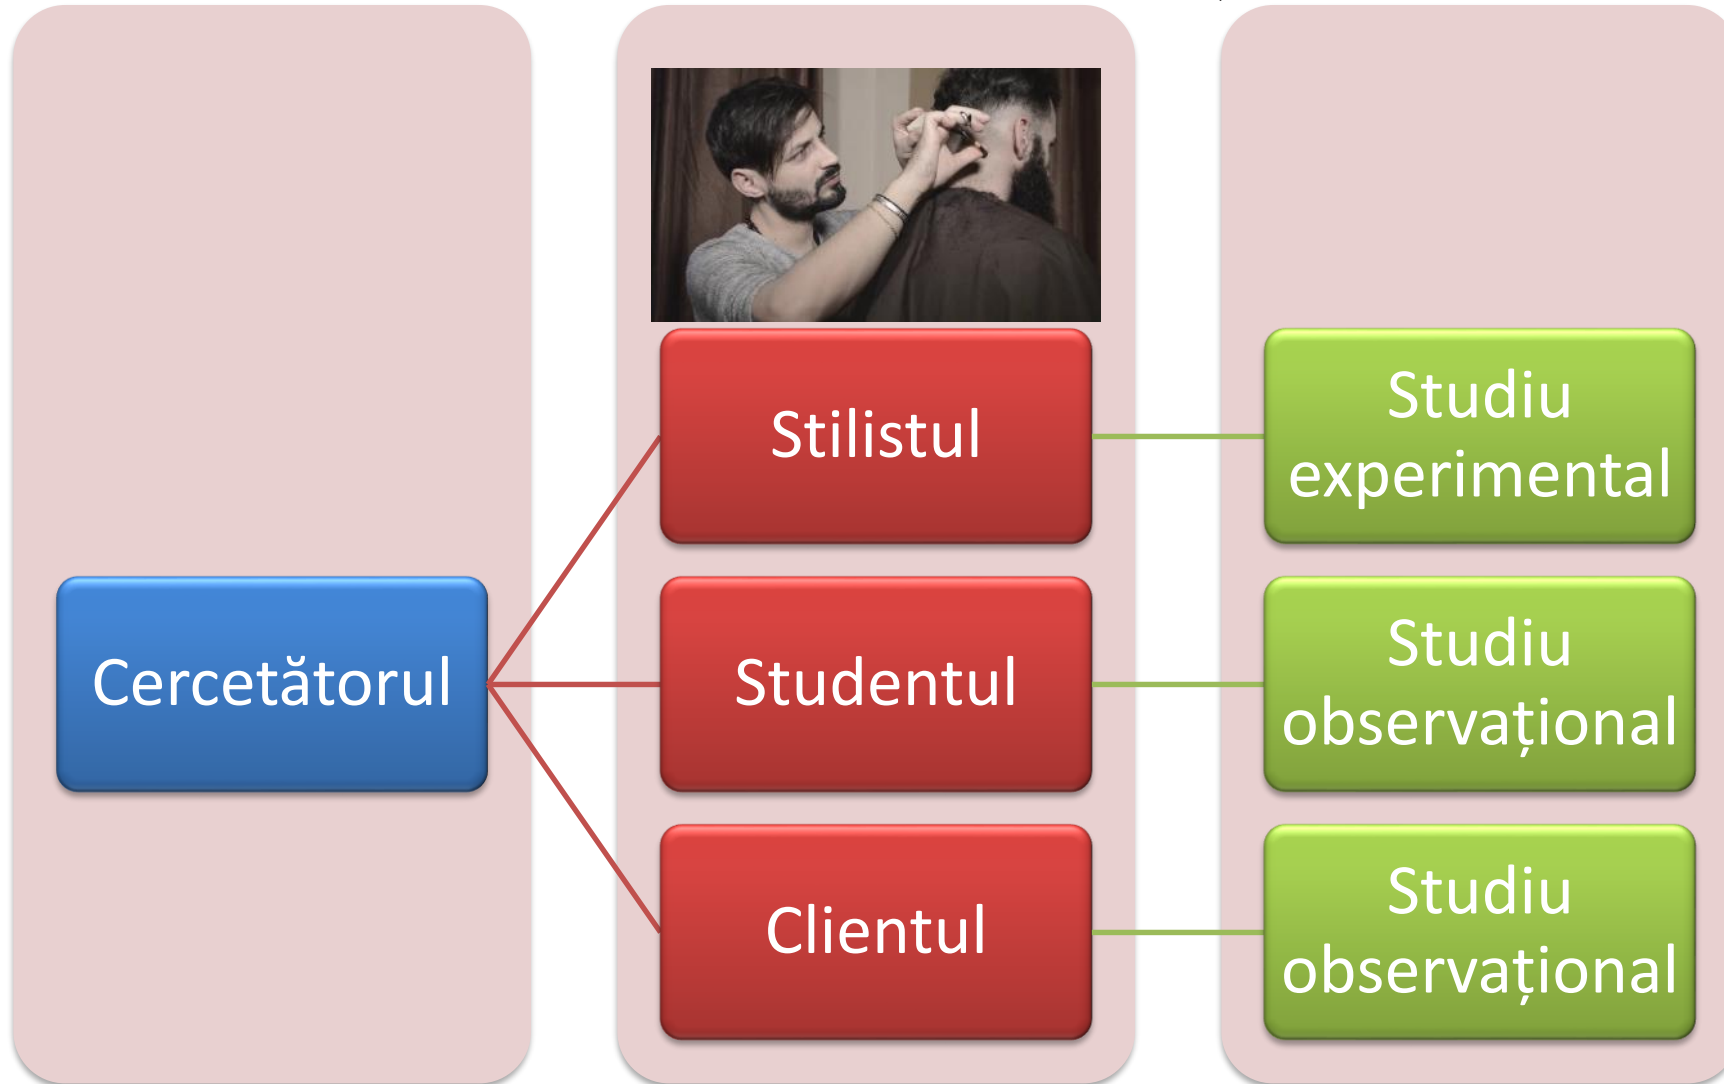 Stilistul
Studiu
experimental
Cercetătorul
Studentul
Studiu
observațional
Clientul
Studiu
observațional